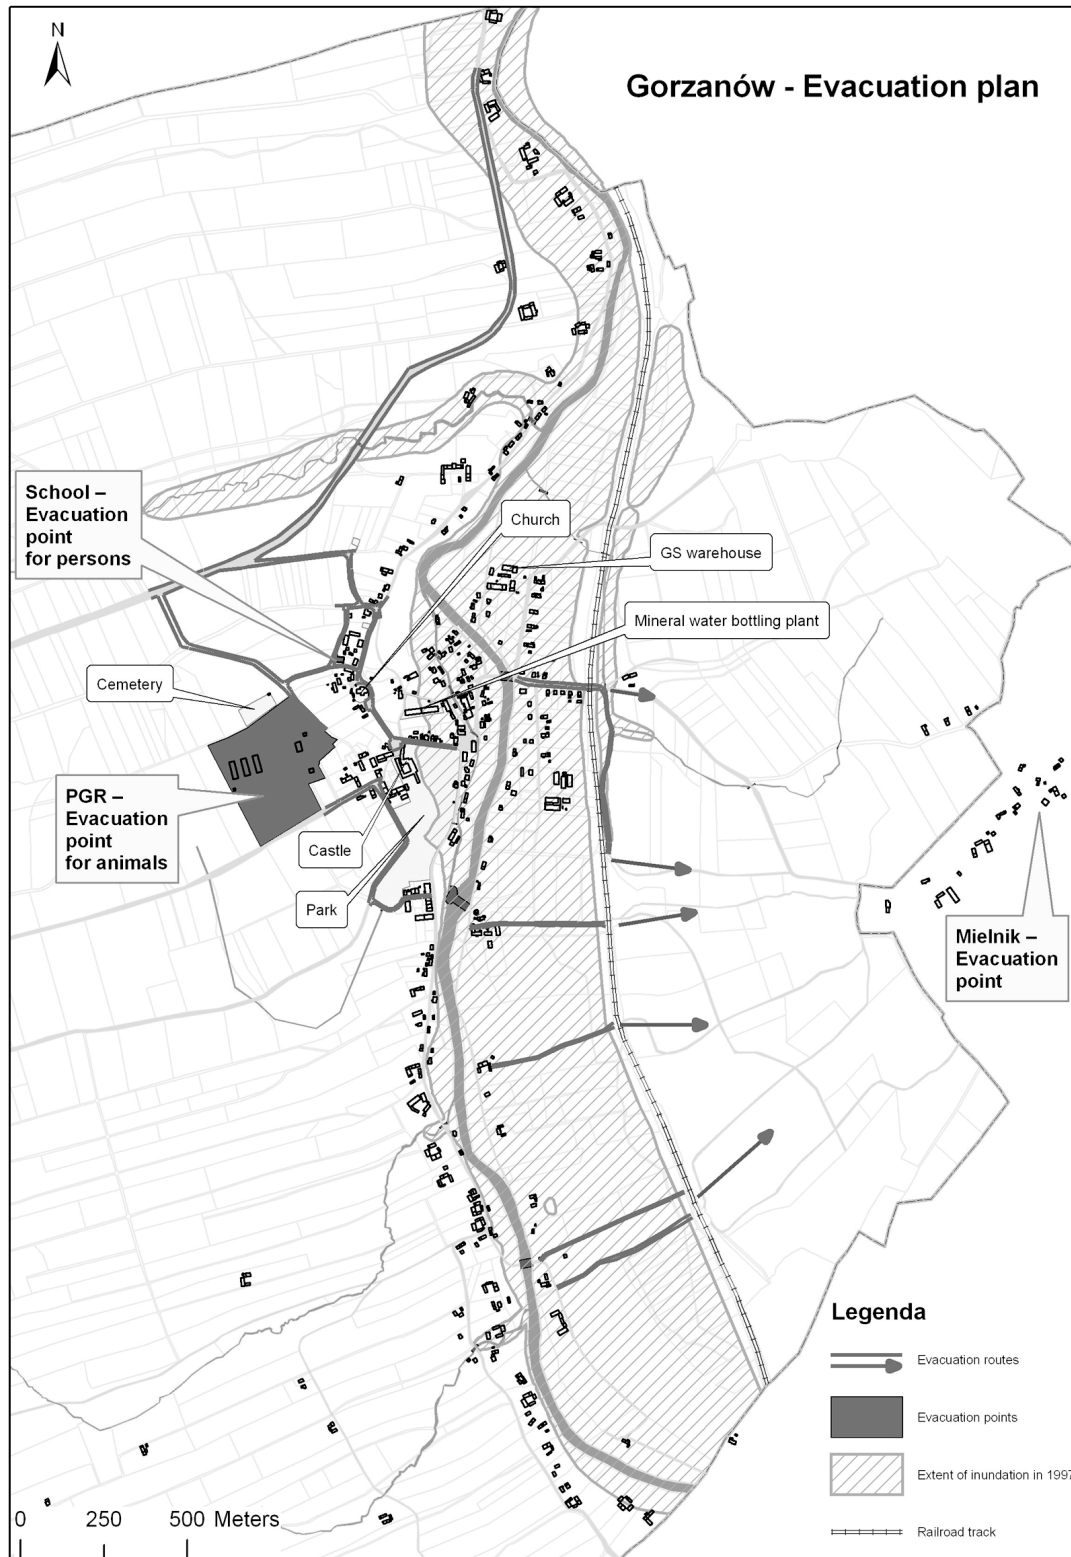 N
Gorzanów - Evacuation plan
School –
Evacuation
point
for persons
Church
GS warehouse
Mineral water bottling plant
Cemetery
PGR –
Evacuation
point
for animals
Castle
Park
Mielnik –
Evacuation
point
Legenda
Evacuation routes
Evacuation points
Extent of inundation in 1997
Railroad track
0 250 500 Meters